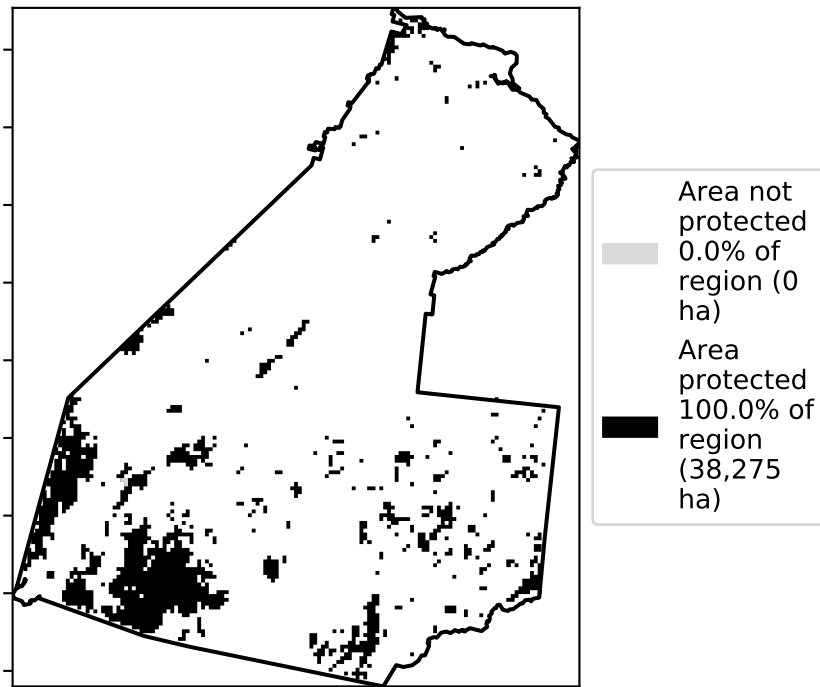 Area not
protected
0.0% of
region (0
ha)
Area
protected
100.0% of
region
(38,275
ha)